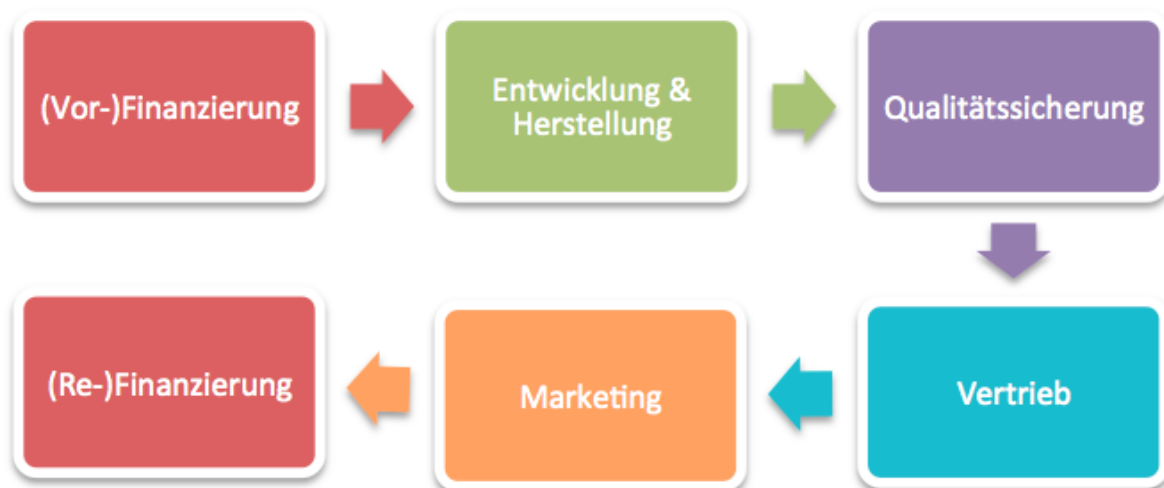 (Vor-)Finanzierung
Entwicklung &
Herstellung
Qualitätssicherung
Vertrieb
Marketing
(Re-)Finanzierung